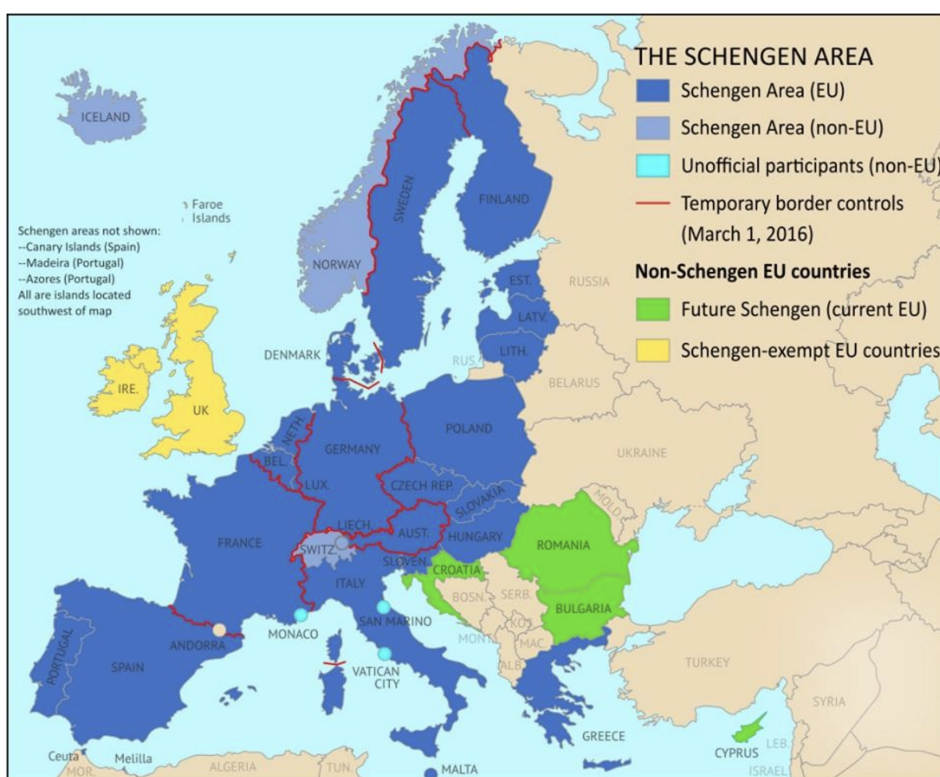 THE SCHENGEN AREA
Schengen Area (EU)
Schengen Area (non-EU)
Unofficial participants (non-EU)
Temporary border controls
(March 1, 2016)
Non-Schengen EU countries
Future Schengen (current EU)
Schengen-exempt EU countries
ICELAND
Faroe
Islands
Schengen areas not shown:
--Canary Islands (Spain)
--Madeira (Portugal)
--Azores (Portugal)
All are islands located
southwest of map
SWEDEN
FINLAND
NORWAY
RUSSIA
EST.
LATV.
LITH.
RUS.
DENMARK
BELARUS
IRE.
UK
NETH.
BEL.
LUX.
GERMANY
POLAND
UKRAINE
CZECH REP.
SLOVAKIA
MOLD.
LIECH.
AUST.
HUNGARY
FRANCE
SWITZ.
SLOVEN.
ROMANIA
CROATIA
ITALY
BOSN.
SERB.
BULGARIA
KOS.
MONT.
MAC.
ALB.
ANDORRA
MONACO
SAN MARINO
VATICAN
CITY
PORTUGAL
SPAIN
TURKEY
SYRIA
GREECE
CYPRUS
LEB.
ISRAEL
Ceuta
Melilla
MOR.
ALGERIA
TUN.
MALTA